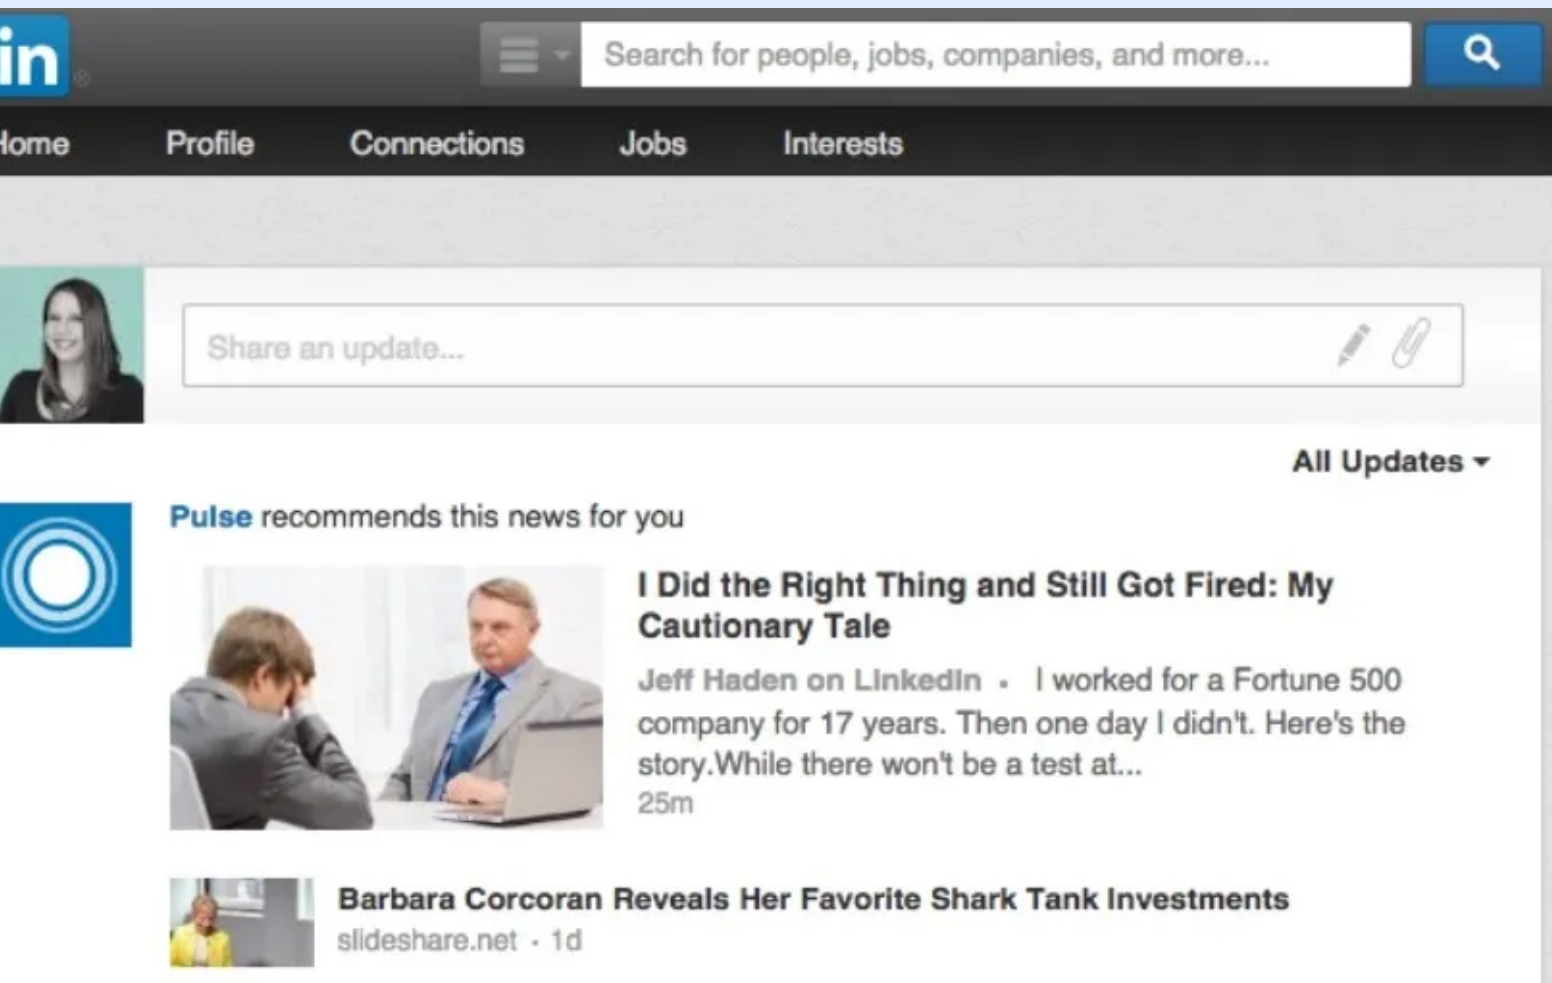 in
Search for people, jobs, companies, and more...
Home Profile Connections Jobs Interests
Share an update...
All Updates
Pulse recommends this news for you
I Did the Right Thing and Still Got Fired: My
Cautionary Tale
Jeff Haden on LinkedIn · I worked for a Fortune 500
company for 17 years. Then one day I didn't. Here's the
story.While there won't be a test at...
25m
Barbara Corcoran Reveals Her Favorite Shark Tank Investments
slideshare.net · 1d